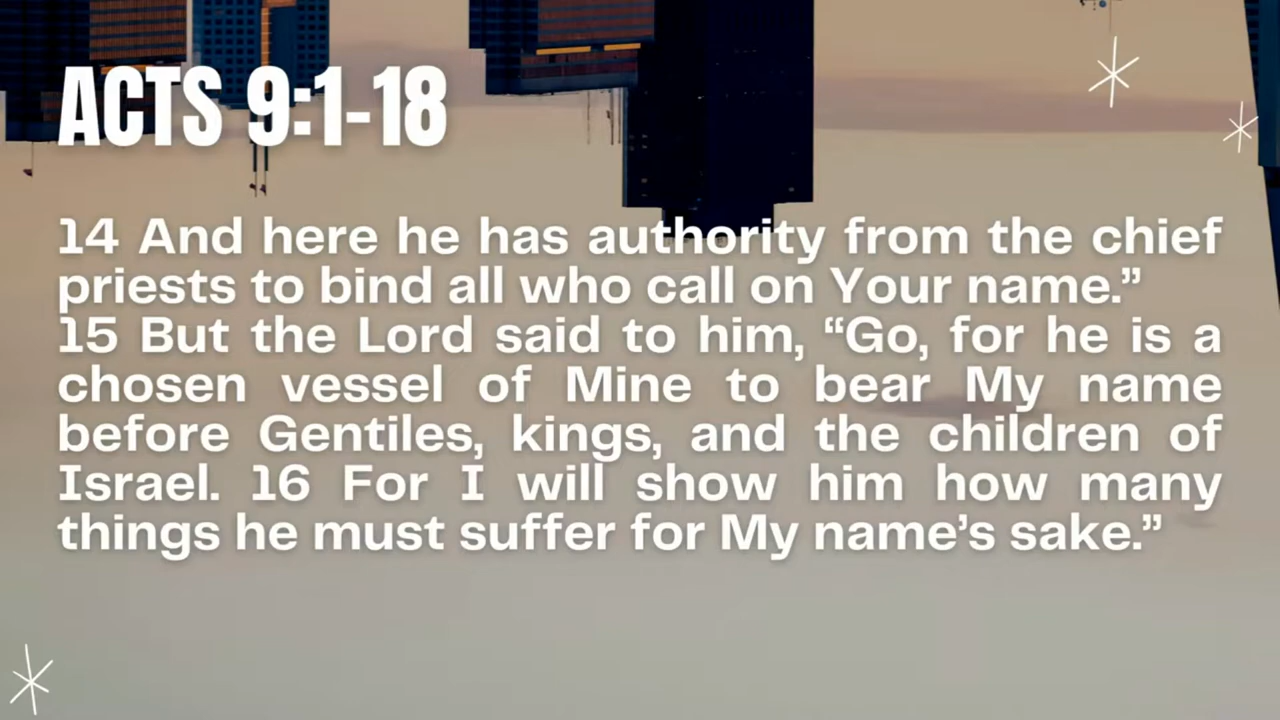 ACTS 9:1-18
14 And here he has authority from the chief
priests to bind all who call on Your name.”
15 But the Lord said to him, “Go, for he is a
chosen vessel of Mine to bear My name
before Gentiles, kings, and the children of
Israel. 16 For I will show him how many
things he must suffer for My name’s sake.”